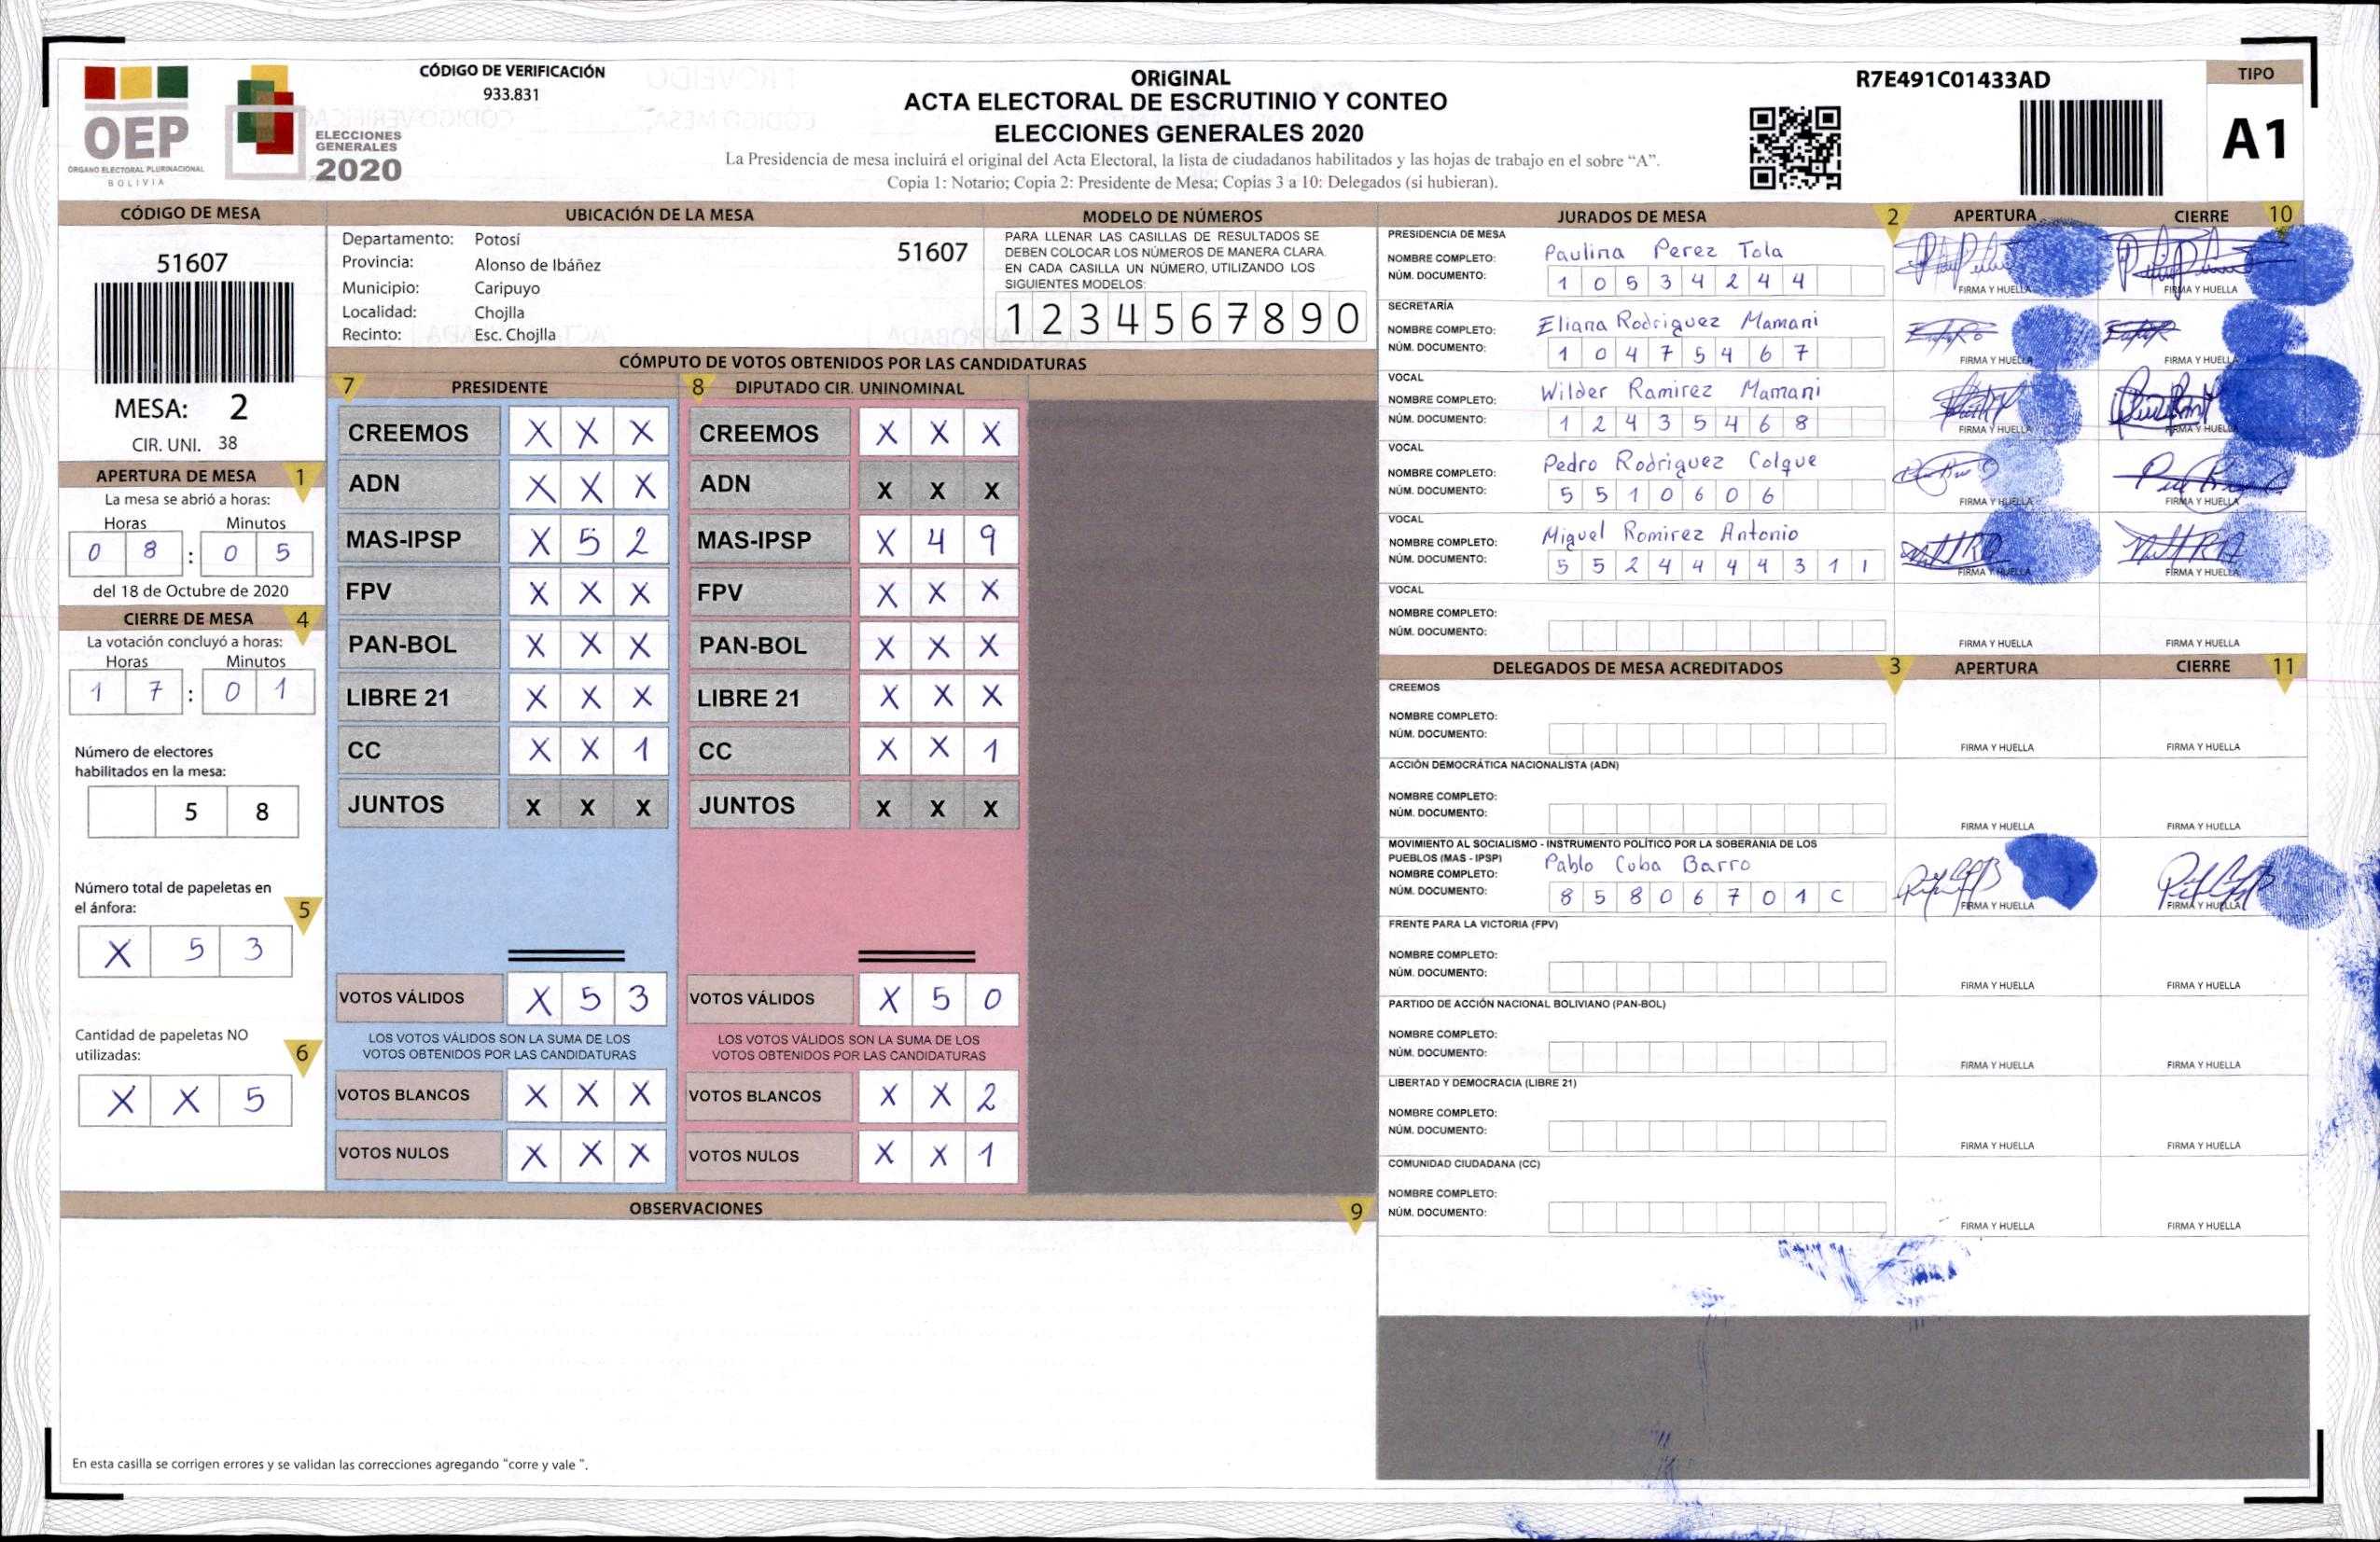 OEP
ÓRGANO ELECTORAL PLURINACIONAL
BOLIVIA
ELECCIONES
GENERALES
2020
CÓDIGO DE VERIFICACIÓN
933.831
ORIGINAL
ACTA ELECTORAL DE ESCRUTINIO Y CONTEO
ELECCIONES GENERALES 2020
La Presidencia de mesa incluirá el original del Acta Electoral, la lista de ciudadanos habilitados y las hojas de trabajo en el sobre “A”.
Copia 1: Notario; Copia 2: Presidente de Mesa; Copias 3 a 10: Delegados (si hubieran).
R7E491C01433AD
TIPO
A1
CÓDIGO DE MESA
51607
MESA: 2
CIR. UNI. 38
APERTURA DE MESA 1
La mesa se abrió a horas:
Horas Minutos
0 8 : 0 5
del 18 de Octubre de 2020
CIERRE DE MESA 4
La votación concluyó a horas:
Horas Minutos
1 7 : 0 1
Número de electores
habilitados en la mesa:
5 8
Número total de papeletas en
el ánfora: 5
X 5 3
Cantidad de papeletas NO
utilizadas: 6
X X 5
UBICACIÓN DE LA MESA
Departamento: Potosí 51607
Provincia: Alonso de Ibáñez
Municipio: Caripuyo
Localidad: Chojlla
Recinto: Esc. Chojlla
MODELO DE NÚMEROS
PARA LLENAR LAS CASILLAS DE RESULTADOS SE
DEBEN COLOCAR LOS NÚMEROS DE MANERA CLARA.
EN CADA CASILLA UN NÚMERO, UTILIZANDO LOS
SIGUIENTES MODELOS:
1 2 3 4 5 6 7 8 9 0
CÓMPUTO DE VOTOS OBTENIDOS POR LAS CANDIDATURAS
7 PRESIDENTE 8 DIPUTADO CIR. UNINOMINAL
CREEMOS X X X CREEMOS X X X
ADN X X X ADN X X X
MAS-IPSP X 5 2 MAS-IPSP X 4 9
FPV X X X FPV X X X
PAN-BOL X X X PAN-BOL X X X
LIBRE 21 X X X LIBRE 21 X X X
CC X X 1 CC X X 1
JUNTOS X X X JUNTOS X X X
VOTOS VÁLIDOS X 5 3 VOTOS VÁLIDOS X 5 0
LOS VOTOS VÁLIDOS SON LA SUMA DE LOS LOS VOTOS VÁLIDOS SON LA SUMA DE LOS
VOTOS OBTENIDOS POR LAS CANDIDATURAS VOTOS OBTENIDOS POR LAS CANDIDATURAS
VOTOS BLANCOS X X X VOTOS BLANCOS X X 2
VOTOS NULOS X X X VOTOS NULOS X X 1
OBSERVACIONES 9
En esta casilla se corrigen errores y se validan las correcciones agregando “corre y vale ”.
JURADOS DE MESA 2 APERTURA CIERRE 10
PRESIDENCIA DE MESA
NOMBRE COMPLETO: Paulina Perez Tola
NÚM. DOCUMENTO: 1 0 5 3 4 2 4 4
FIRMA Y HUELLA FIRMA Y HUELLA
SECRETARÍA
NOMBRE COMPLETO: Eliana Rodriguez Mamani
NÚM. DOCUMENTO: 1 0 4 7 5 4 6 7
FIRMA Y HUELLA FIRMA Y HUELLA
VOCAL
NOMBRE COMPLETO: Wilder Ramirez Mamani
NÚM. DOCUMENTO: 1 2 4 3 5 4 6 8
FIRMA Y HUELLA FIRMA Y HUELLA
VOCAL
NOMBRE COMPLETO: Pedro Rodriguez Colque
NÚM. DOCUMENTO: 5 5 1 0 6 0 6
FIRMA Y HUELLA FIRMA Y HUELLA
VOCAL
NOMBRE COMPLETO: Miguel Romirez Antonio
NÚM. DOCUMENTO: 5 5 2 4 4 4 4 3 1 1
FIRMA Y HUELLA FIRMA Y HUELLA
VOCAL
NOMBRE COMPLETO:
NÚM. DOCUMENTO:
FIRMA Y HUELLA FIRMA Y HUELLA
DELEGADOS DE MESA ACREDITADOS 3 APERTURA CIERRE 11
CREEMOS
NOMBRE COMPLETO:
NÚM. DOCUMENTO:
FIRMA Y HUELLA FIRMA Y HUELLA
ACCIÓN DEMOCRÁTICA NACIONALISTA (ADN)
NOMBRE COMPLETO:
NÚM. DOCUMENTO:
FIRMA Y HUELLA FIRMA Y HUELLA
MOVIMIENTO AL SOCIALISMO - INSTRUMENTO POLÍTICO POR LA SOBERANIA DE LOS
PUEBLOS (MAS - IPSP)
NOMBRE COMPLETO: Pablo Cuba Barro
NÚM. DOCUMENTO: 8 5 8 0 6 7 0 1 C
FIRMA Y HUELLA FIRMA Y HUELLA
FRENTE PARA LA VICTORIA (FPV)
NOMBRE COMPLETO:
NÚM. DOCUMENTO:
FIRMA Y HUELLA FIRMA Y HUELLA
PARTIDO DE ACCIÓN NACIONAL BOLIVIANO (PAN-BOL)
NOMBRE COMPLETO:
NÚM. DOCUMENTO:
FIRMA Y HUELLA FIRMA Y HUELLA
LIBERTAD Y DEMOCRACIA (LIBRE 21)
NOMBRE COMPLETO:
NÚM. DOCUMENTO:
FIRMA Y HUELLA FIRMA Y HUELLA
COMUNIDAD CIUDADANA (CC)
NOMBRE COMPLETO:
NÚM. DOCUMENTO:
FIRMA Y HUELLA FIRMA Y HUELLA